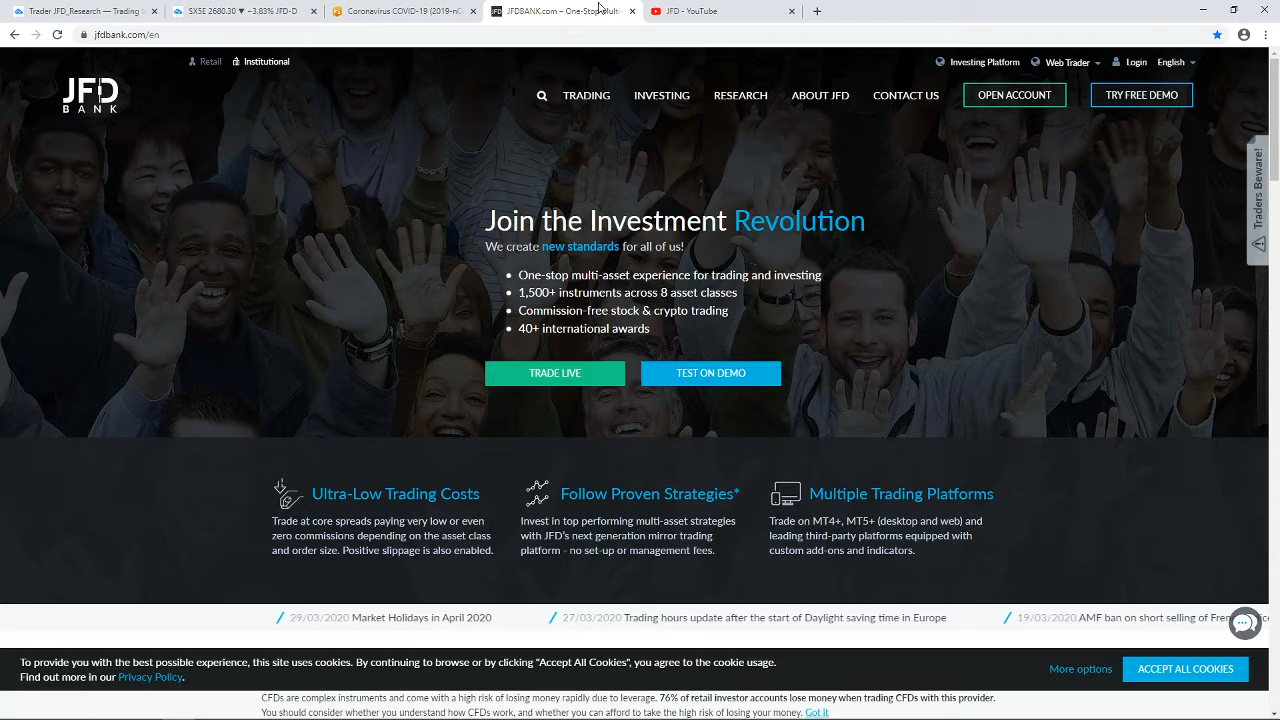 Trader JFD_Research — Trading I
SX5E 2680.30 ▼ −3.83% JFD-D
Coronavirus COVID-19 (2019-nC
JFDBANK.com – One-Stop Mult
JFD - YouTube
jfdbank.com/en
Retail
Institutional
Investing Platform
Web Trader
Login
English
JFD
BANK
TRADING
INVESTING
RESEARCH
ABOUT JFD
CONTACT US
OPEN ACCOUNT
TRY FREE DEMO
Traders Beware!
Join the Investment Revolution
We create new standards for all of us!
• One-stop multi-asset experience for trading and investing
• 1,500+ instruments across 8 asset classes
• Commission-free stock & crypto trading
• 40+ international awards
TRADE LIVE
TEST ON DEMO
Ultra-Low Trading Costs
Trade at core spreads paying very low or even
zero commissions depending on the asset class
and order size. Positive slippage is also enabled.
Follow Proven Strategies*
Invest in top performing multi-asset strategies
with JFD's next generation mirror trading
platform - no set-up or management fees.
Multiple Trading Platforms
Trade on MT4+, MT5+ (desktop and web) and
leading third-party platforms equipped with
custom add-ons and indicators.
29/03/2020 Market Holidays in April 2020
27/03/2020 Trading hours update after the start of Daylight saving time in Europe
19/03/2020 AMF ban on short selling of Fren
To provide you with the best possible experience, this site uses cookies. By continuing to browse or by clicking "Accept All Cookies", you agree to the cookie usage.
Find out more in our Privacy Policy.
More options
ACCEPT ALL COOKIES
CFDs are complex instruments and come with a high risk of losing money rapidly due to leverage. 76% of retail investor accounts lose money when trading CFDs with this provider.
You should consider whether you understand how CFDs work, and whether you can afford to take the high risk of losing your money. Got it